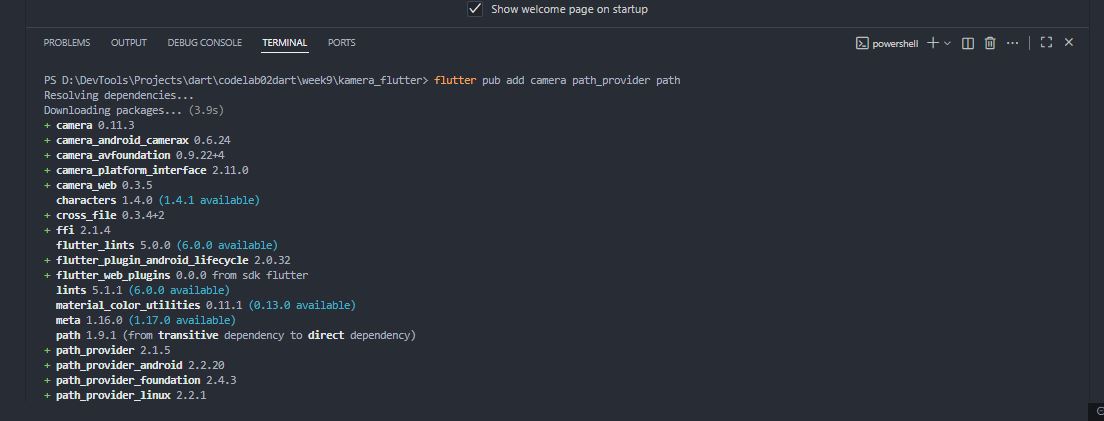 Show welcome page on startup
PROBLEMS OUTPUT DEBUG CONSOLE TERMINAL PORTS powershell
PS D:\DevTools\Projects\dart\codelab02dart\week9\kamera_flutter> flutter pub add camera path_provider path
Resolving dependencies...
Downloading packages... (3.9s)
+ camera 0.11.3
+ camera_android_camerax 0.6.24
+ camera_avfoundation 0.9.22+4
+ camera_platform_interface 2.11.0
+ camera_web 0.3.5
characters 1.4.0 (1.4.1 available)
+ cross_file 0.3.4+2
+ ffi 2.1.4
flutter_lints 5.0.0 (6.0.0 available)
+ flutter_plugin_android_lifecycle 2.0.32
+ flutter_web_plugins 0.0.0 from sdk flutter
lints 5.1.1 (6.0.0 available)
material_color_utilities 0.11.1 (0.13.0 available)
meta 1.16.0 (1.17.0 available)
path 1.9.1 (from transitive dependency to direct dependency)
+ path_provider 2.1.5
+ path_provider_android 2.2.20
+ path_provider_foundation 2.4.3
+ path_provider_linux 2.2.1